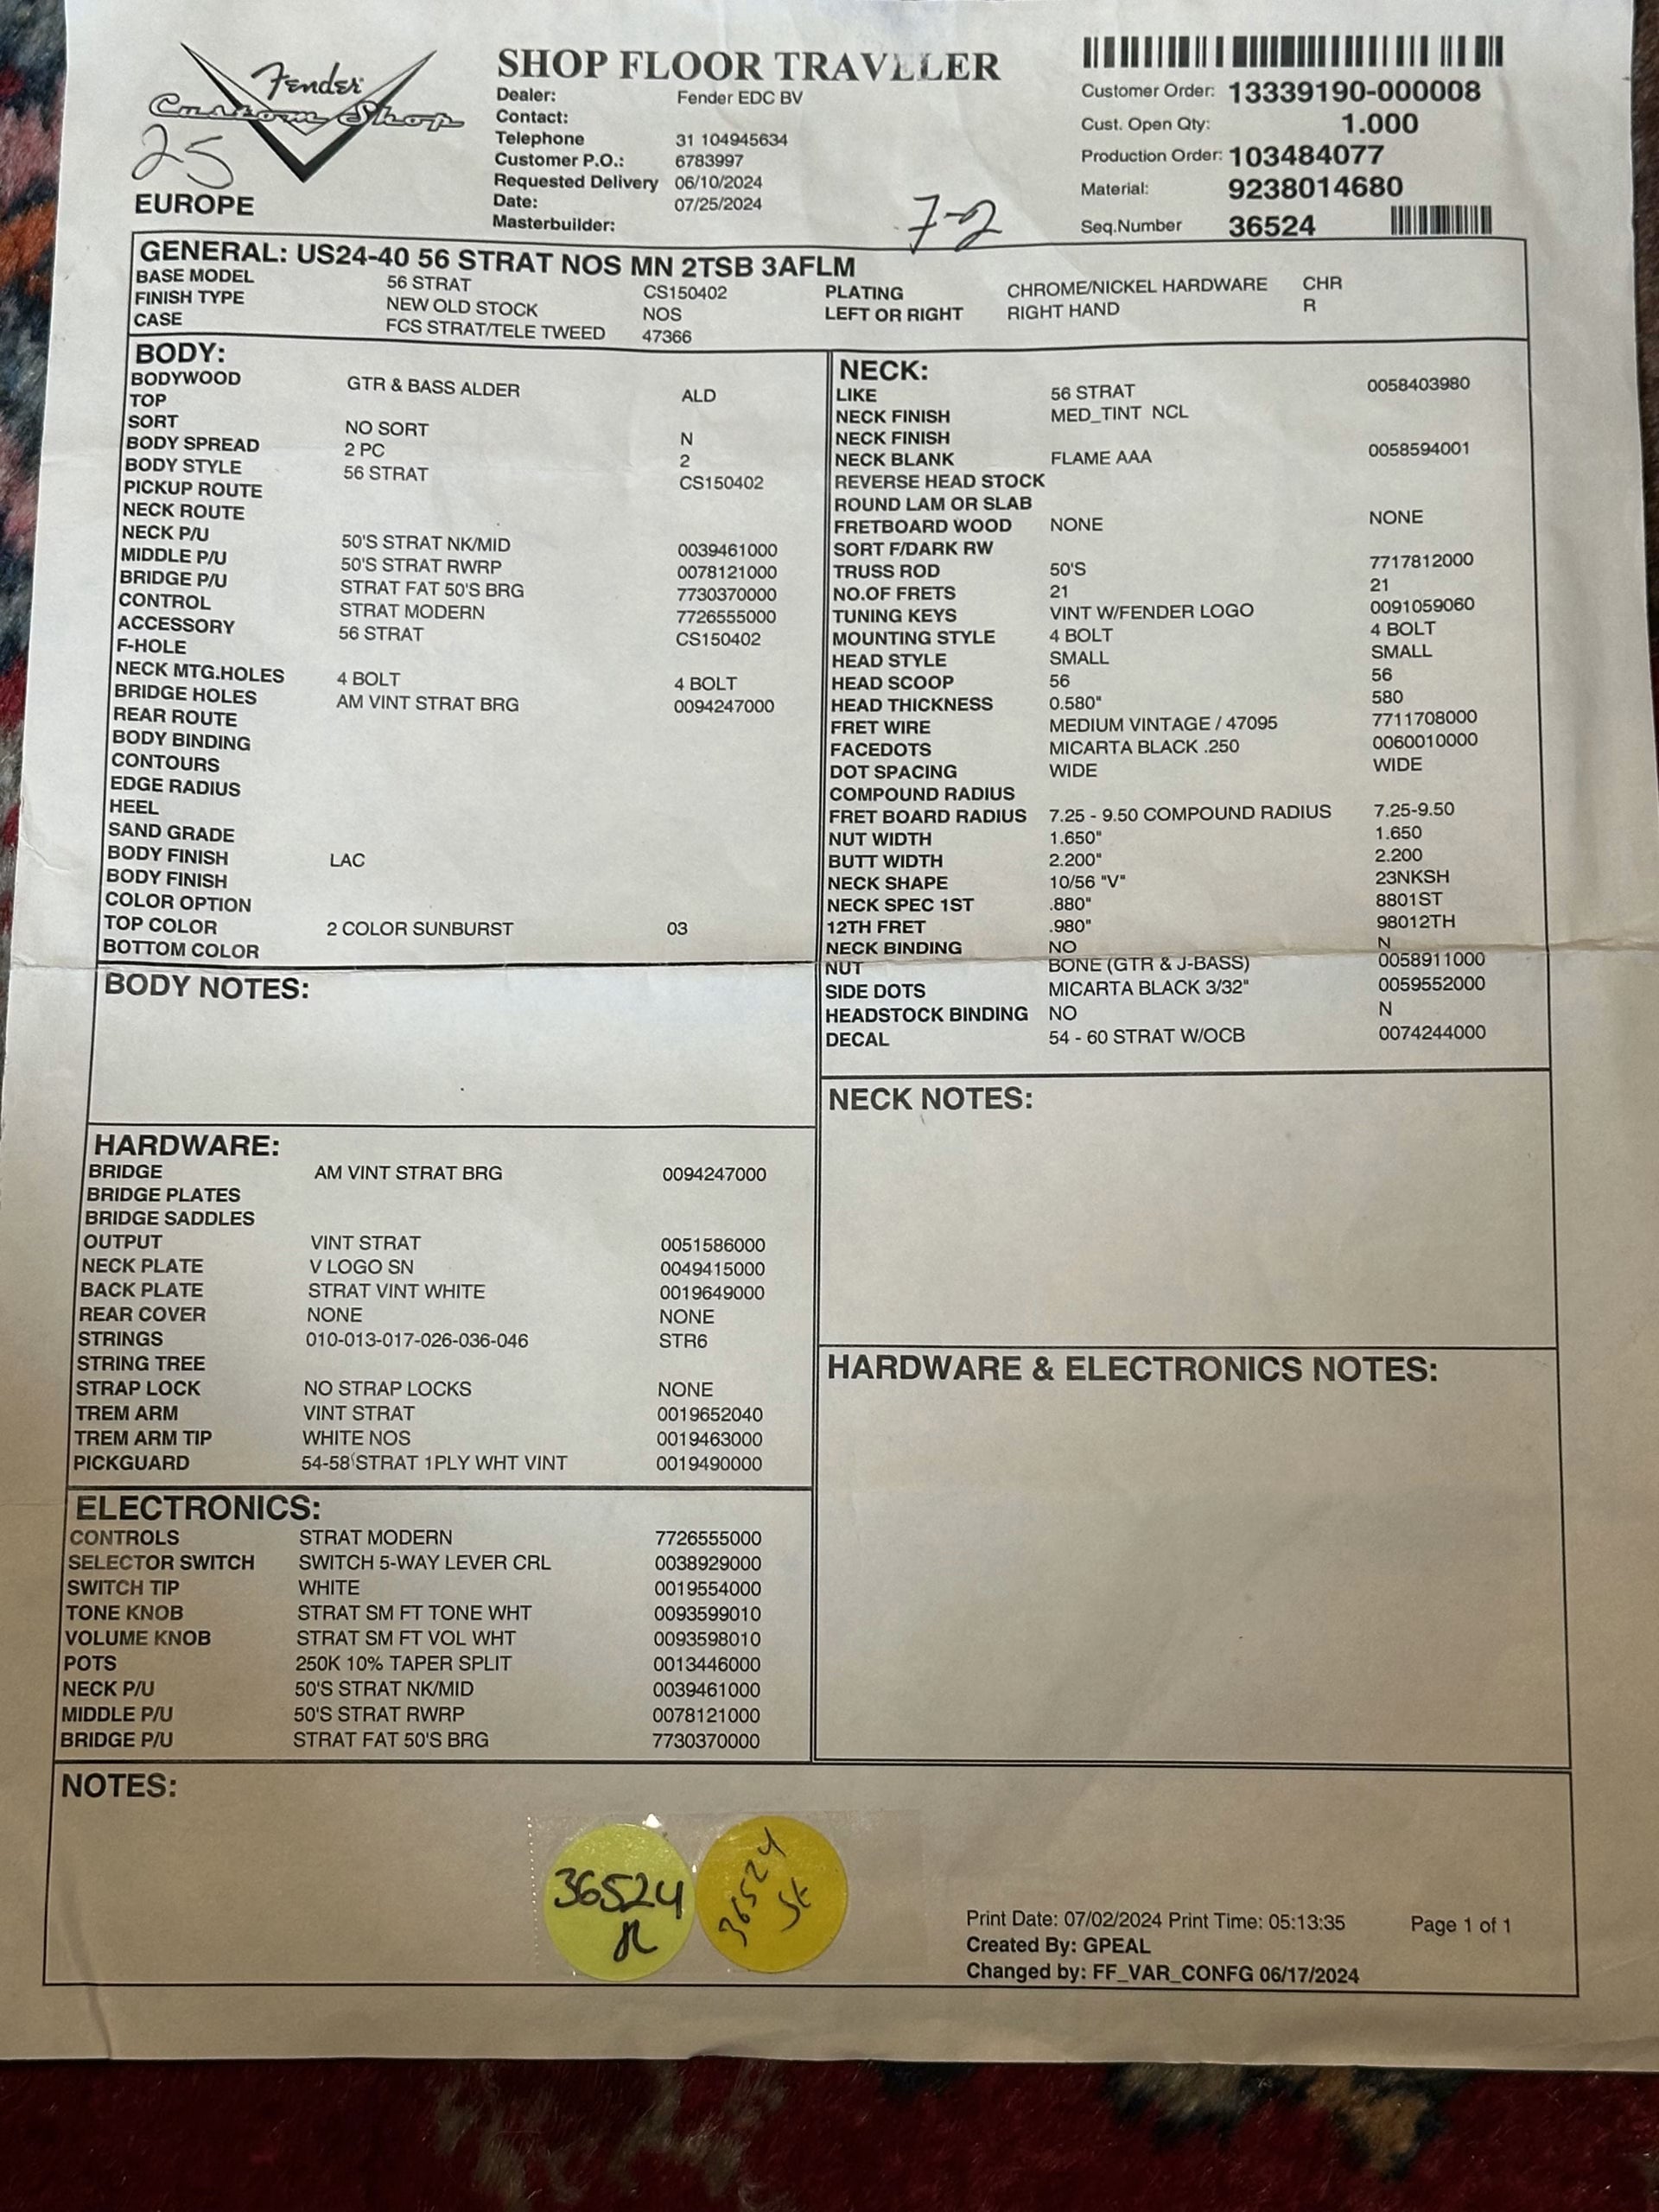 Fender
Custom Shop
25
EUROPE
SHOP FLOOR TRAVELER
Dealer: Fender EDC BV
Contact:
Telephone 31 104945634
Customer P.O.: 6783997
Requested Delivery 06/10/2024
Date: 07/25/2024
Masterbuilder:
7-2
Customer Order: 13339190-000008
Cust. Open Qty: 1.000
Production Order: 103484077
Material: 9238014680
Seq.Number 36524
GENERAL: US24-40 56 STRAT NOS MN 2TSB 3AFLM
BASE MODEL 56 STRAT CS150402
FINISH TYPE NEW OLD STOCK NOS
CASE FCS STRAT/TELE TWEED 47366
PLATING CHROME/NICKEL HARDWARE CHR
LEFT OR RIGHT RIGHT HAND R
BODY:
BODYWOOD GTR & BASS ALDER ALD
TOP
SORT NO SORT N
BODY SPREAD 2 PC 2
BODY STYLE 56 STRAT CS150402
PICKUP ROUTE
NECK ROUTE
NECK P/U 50'S STRAT NK/MID 0039461000
MIDDLE P/U 50'S STRAT RWRP 0078121000
BRIDGE P/U STRAT FAT 50'S BRG 7730370000
CONTROL STRAT MODERN 7726555000
ACCESSORY 56 STRAT CS150402
F-HOLE
NECK MTG.HOLES 4 BOLT 4 BOLT
BRIDGE HOLES AM VINT STRAT BRG 0094247000
REAR ROUTE
BODY BINDING
CONTOURS
EDGE RADIUS
HEEL
SAND GRADE
BODY FINISH LAC
BODY FINISH
COLOR OPTION
TOP COLOR 2 COLOR SUNBURST 03
BOTTOM COLOR
BODY NOTES:
NECK:
LIKE 56 STRAT 0058403980
NECK FINISH MED_TINT NCL
NECK FINISH
NECK BLANK FLAME AAA 0058594001
REVERSE HEAD STOCK
ROUND LAM OR SLAB
FRETBOARD WOOD NONE NONE
SORT F/DARK RW
TRUSS ROD 50'S 7717812000
NO.OF FRETS 21 21
TUNING KEYS VINT W/FENDER LOGO 0091059060
MOUNTING STYLE 4 BOLT 4 BOLT
HEAD STYLE SMALL SMALL
HEAD SCOOP 56 56
HEAD THICKNESS 0.580" 580
FRET WIRE MEDIUM VINTAGE / 47095 7711708000
FACEDOTS MICARTA BLACK .250 0060010000
DOT SPACING WIDE WIDE
COMPOUND RADIUS
FRET BOARD RADIUS 7.25 - 9.50 COMPOUND RADIUS 7.25-9.50
NUT WIDTH 1.650" 1.650
BUTT WIDTH 2.200" 2.200
NECK SHAPE 10/56 "V" 23NKSH
NECK SPEC 1ST .880" 8801ST
12TH FRET .980" 98012TH
NECK BINDING NO N
NUT BONE (GTR & J-BASS) 0058911000
SIDE DOTS MICARTA BLACK 3/32" 0059552000
HEADSTOCK BINDING NO N
DECAL 54 - 60 STRAT W/OCB 0074244000
NECK NOTES:
HARDWARE:
BRIDGE AM VINT STRAT BRG 0094247000
BRIDGE PLATES
BRIDGE SADDLES
OUTPUT VINT STRAT 0051586000
NECK PLATE V LOGO SN 0049415000
BACK PLATE STRAT VINT WHITE 0019649000
REAR COVER NONE NONE
STRINGS 010-013-017-026-036-046 STR6
STRING TREE
STRAP LOCK NO STRAP LOCKS NONE
TREM ARM VINT STRAT 0019652040
TREM ARM TIP WHITE NOS 0019463000
PICKGUARD 54-58 STRAT 1PLY WHT VINT 0019490000
HARDWARE & ELECTRONICS NOTES:
ELECTRONICS:
CONTROLS STRAT MODERN 7726555000
SELECTOR SWITCH SWITCH 5-WAY LEVER CRL 0038929000
SWITCH TIP WHITE 0019554000
TONE KNOB STRAT SM FT TONE WHT 0093599010
VOLUME KNOB STRAT SM FT VOL WHT 0093598010
POTS 250K 10% TAPER SPLIT 0013446000
NECK P/U 50'S STRAT NK/MID 0039461000
MIDDLE P/U 50'S STRAT RWRP 0078121000
BRIDGE P/U STRAT FAT 50'S BRG 7730370000
NOTES:
36524
36524
Print Date: 07/02/2024 Print Time: 05:13:35 Page 1 of 1
Created By: GPEAL
Changed by: FF_VAR_CONFG 06/17/2024